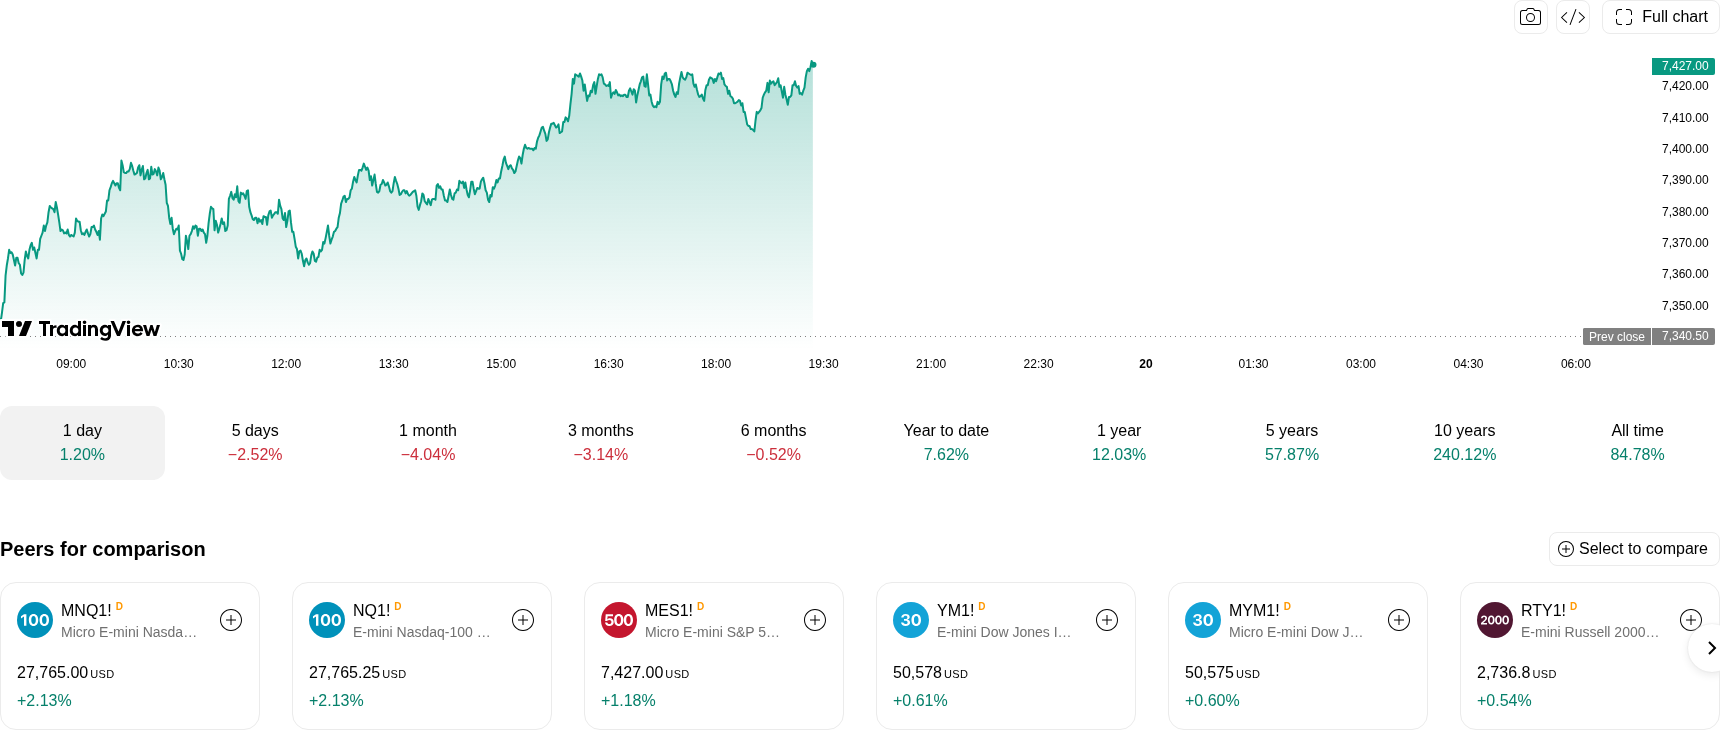 Full chart
7,427.00
7,420.00
7,410.00
7,400.00
7,390.00
7,380.00
7,370.00
7,360.00
7,350.00
TradingView
Prev close 7,340.50
09:00 10:30 12:00 13:30 15:00 16:30 18:00 19:30 21:00 22:30 20 01:30 03:00 04:30 06:00
1 day 5 days 1 month 3 months 6 months Year to date 1 year 5 years 10 years All time
1.20% −2.52% −4.04% −3.14% −0.52% 7.62% 12.03% 57.87% 240.12% 84.78%
Peers for comparison
Select to compare
100 MNQ1! D
Micro E-mini Nasda…
27,765.00 USD
+2.13%
100 NQ1! D
E-mini Nasdaq-100 …
27,765.25 USD
+2.13%
500 MES1! D
Micro E-mini S&P 5…
7,427.00 USD
+1.18%
30 YM1! D
E-mini Dow Jones I…
50,578 USD
+0.61%
30 MYM1! D
Micro E-mini Dow J…
50,575 USD
+0.60%
2000 RTY1! D
E-mini Russell 2000…
2,736.8 USD
+0.54%